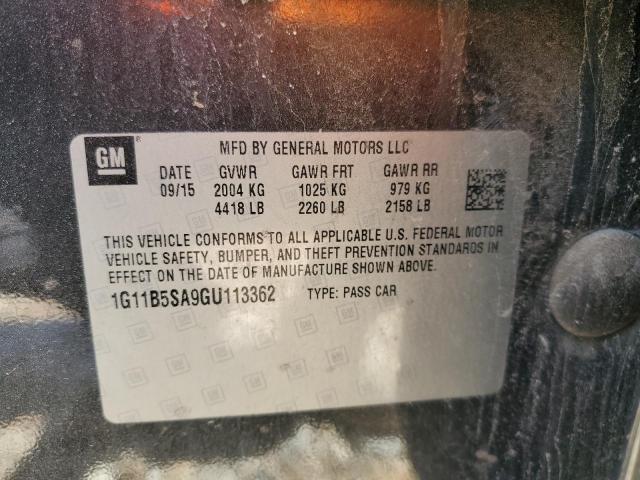 GM
MFD BY GENERAL MOTORS LLC
DATE GVWR GAWR FRT GAWR RR
09/15 2004 KG 1025 KG 979 KG
4418 LB 2260 LB 2158 LB
THIS VEHICLE CONFORMS TO ALL APPLICABLE U.S. FEDERAL MOTOR
VEHICLE SAFETY, BUMPER, AND THEFT PREVENTION STANDARDS IN
EFFECT ON THE DATE OF MANUFACTURE SHOWN ABOVE.
1G11B5SA9GU113362 TYPE: PASS CAR